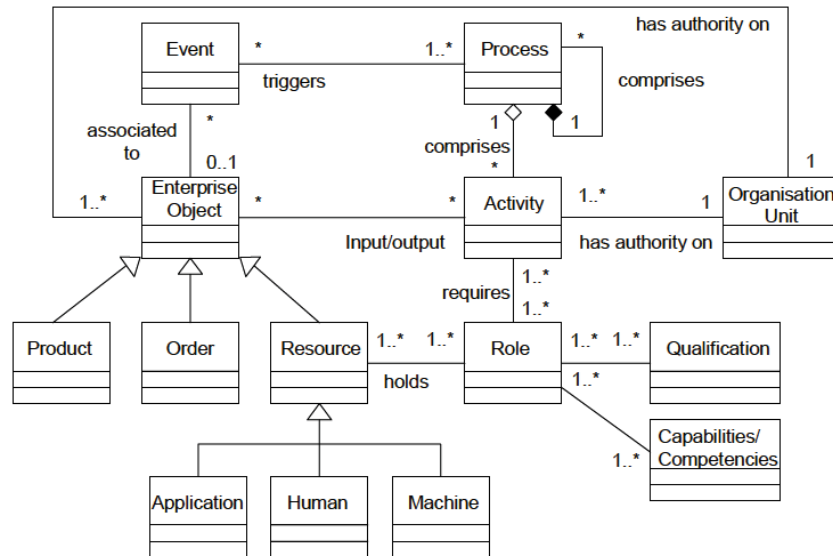 has authority on
Event
*
1..*
Process
*
triggers
comprises
*
1
1
associated
to
comprises
0..1
*
1
1..*
Enterprise
Object
*
*
Activity
1..*
1
Organisation
Unit
Input/output
has authority on
1..*
requires
1..*
Product
Order
Resource
1..*
1..*
Role
1..*
1..*
Qualification
holds
1..*
Capabilities/
Competencies
1..*
Application
Human
Machine